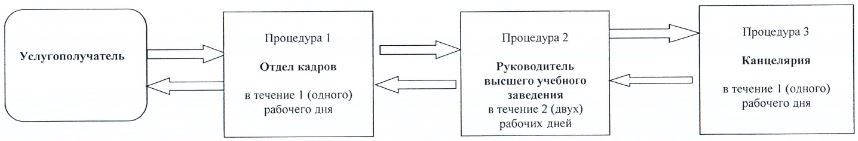 Услугополучатель
Процедура 1
Отдел кадров
в течение 1 (одного)
рабочего дня
Процедура 2
Руководитель
высшего учебного
заведения
в течение 2 (двух)
рабочих дней
Процедура 3
Канцелярия
в течение 1 (одного)
рабочего дня